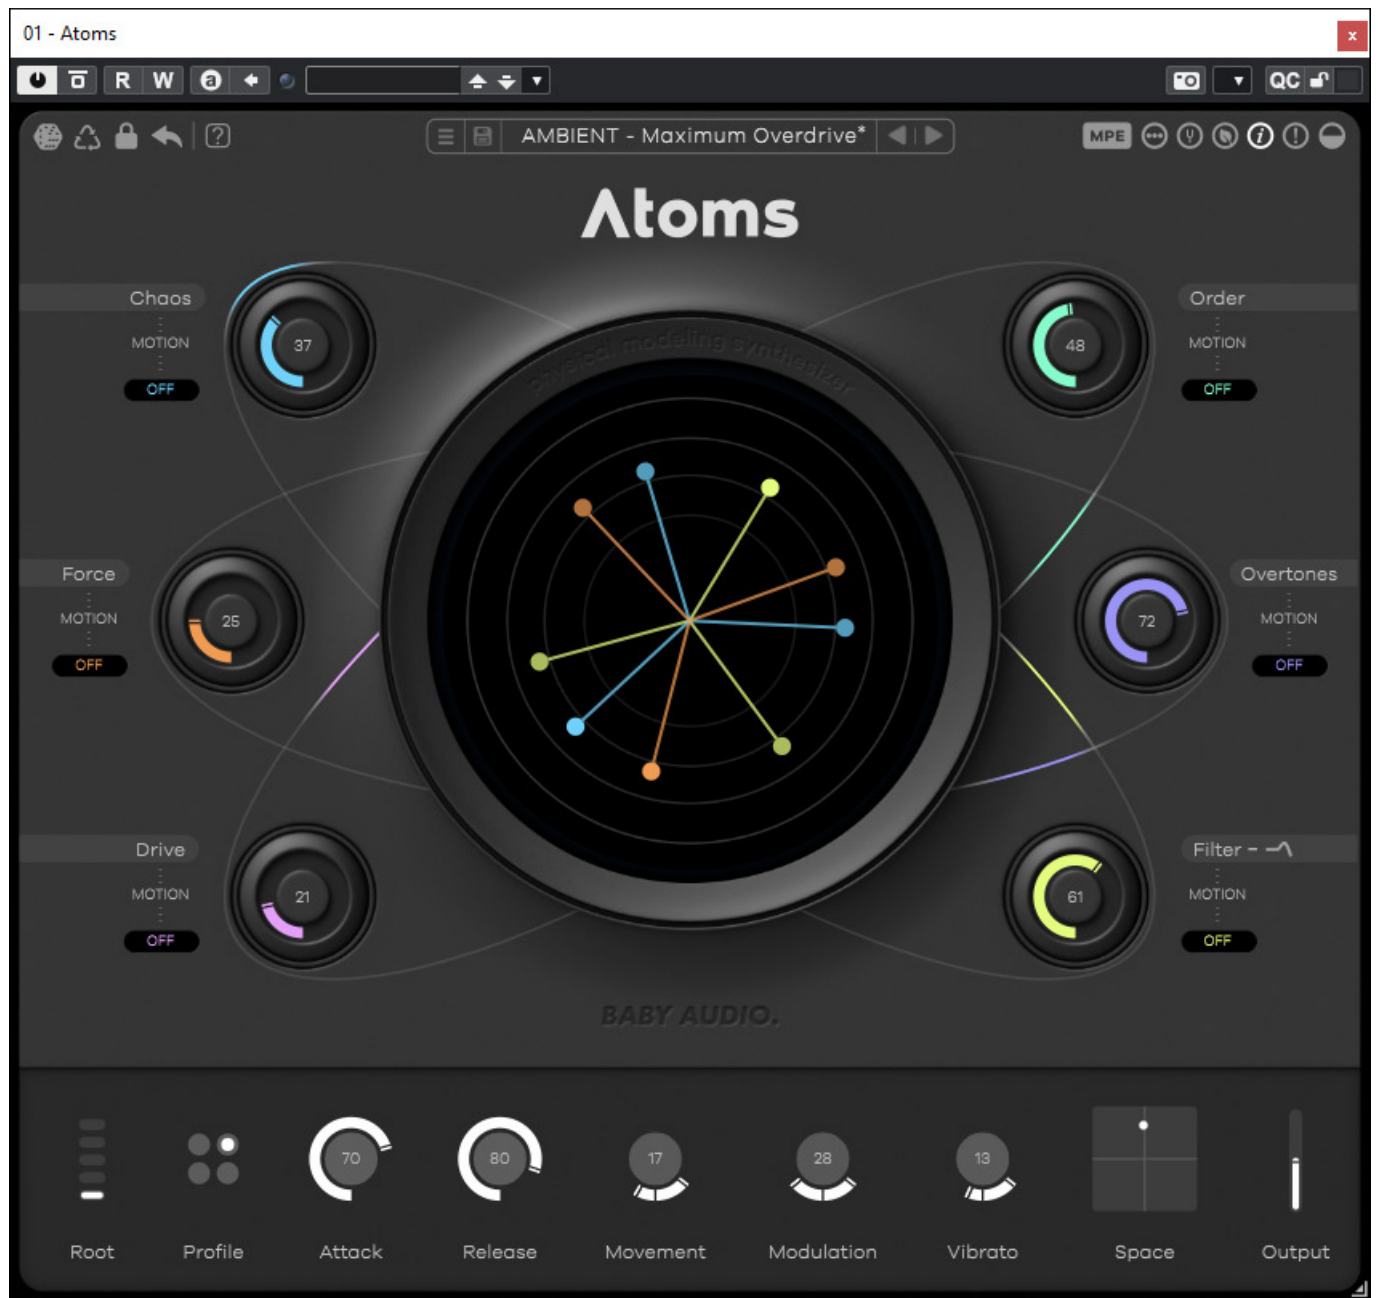 01 - Atoms
x
R W a QC
?
AMBIENT - Maximum Overdrive*
MPE
i
!
Atoms
physical modeling synthesizer
Chaos
MOTION
OFF
37
Order
MOTION
OFF
48
Force
MOTION
OFF
25
Overtones
MOTION
OFF
72
Drive
MOTION
OFF
21
Filter -
MOTION
OFF
61
BABY AUDIO.
70
80
17
28
13
Root
Profile
Attack
Release
Movement
Modulation
Vibrato
Space
Output